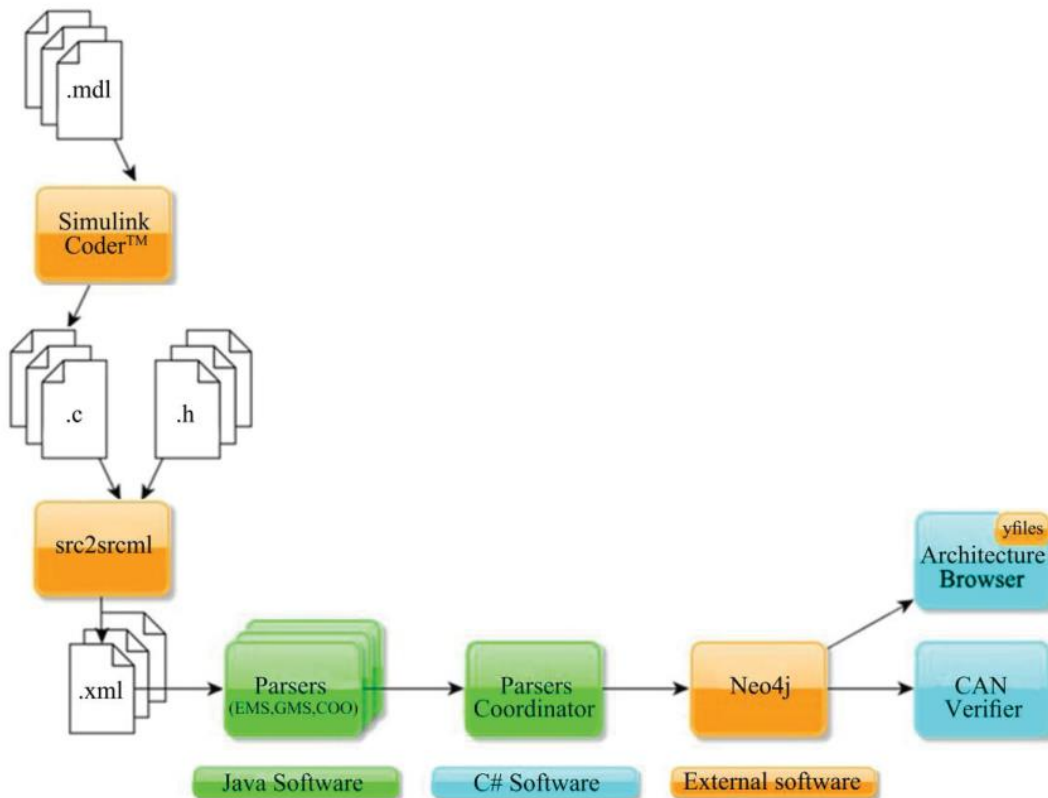 .mdl
Simulink
Coder™
.c
.h
src2srcml
.xml
Parsers
(EMS,GMS,COO)
Parsers
Coordinator
Neo4j
yfiles
Architecture
Browser
CAN
Verifier
Java Software
C# Software
External software